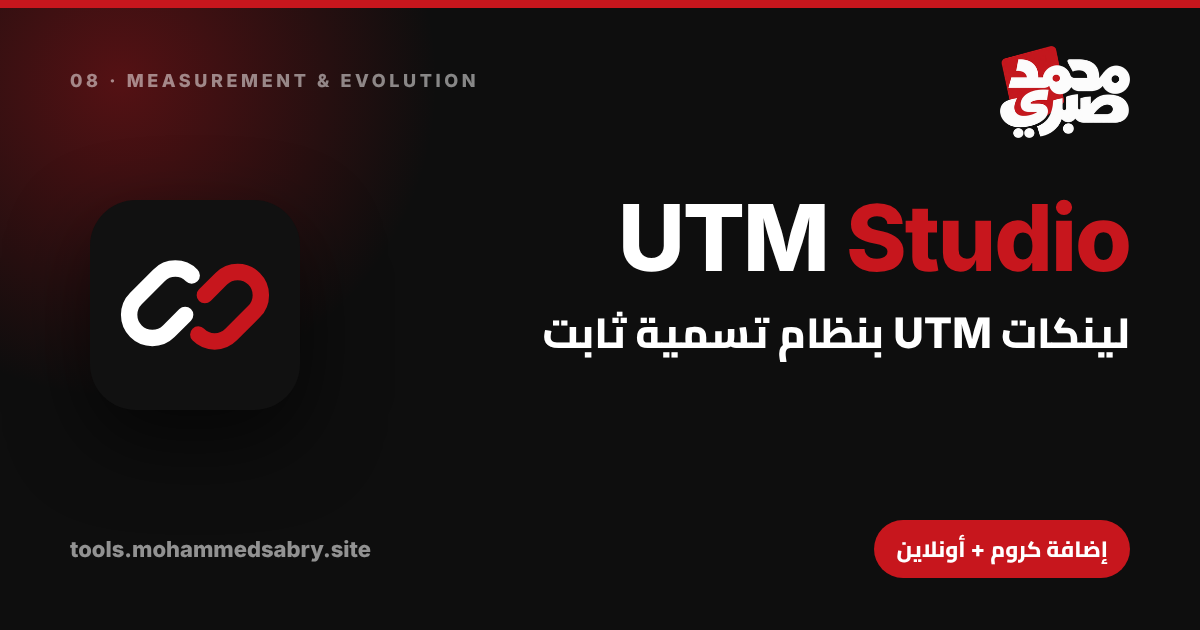 08 · MEASUREMENT & EVOLUTION
محمد
صبري
UTM Studio
لينكات UTM بنظام تسمية ثابت
tools.mohammedsabry.site
إضافة كروم + أونلاين